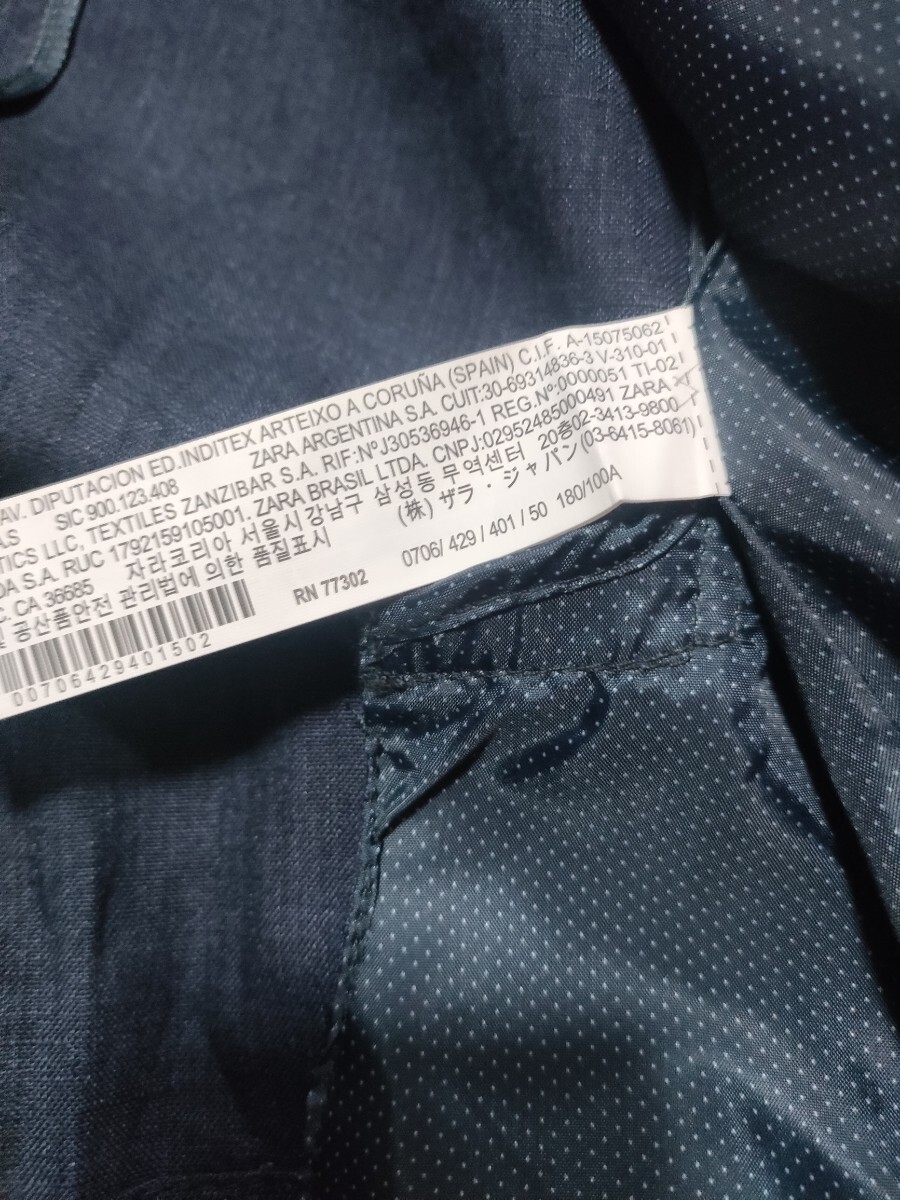 AV. DIPUTACION ED.INDITEX ARTEIXO A CORUÑA (SPAIN) C.I.F. A-15075062
SIC 900.123.408 ZARA ARGENTINA S.A. CUIT:30-69314836-3 V-310-01
TICS LLC, TEXTILES ZANZIBAR S.A. RIF:NºJ30536946-1 REG.Nº:0000051 TI-02
DA S.A. RUC 1792159105001. ZARA BRASIL LTDA. CNPJ:02952485000491 ZARA
C. CA 36685 자라코리아 서울시 강남구 삼성동 무역센터 20층02-3413-9800
공산품안전 관리법에 의한 품질표시 (株) ザラ・ジャパン(03-6415-8061)
RN 77302 0706/ 429 / 401 / 50 180/100A
00706429401502